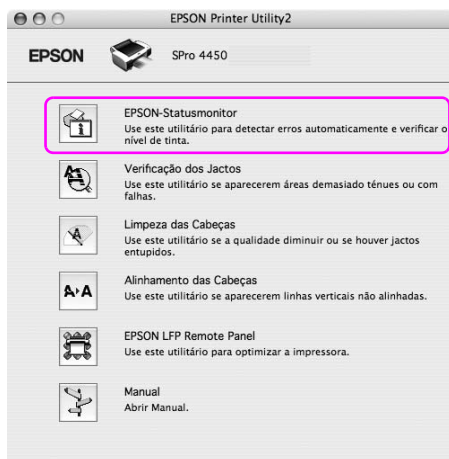 EPSON Printer Utility2
EPSON
SPro 4450
EPSON-Statusmonitor
Use este utilitário para detectar erros automaticamente e verificar o
nível de tinta.
Verificação dos Jactos
Use este utilitário se aparecerem áreas demasiado ténues ou com
falhas.
Limpeza das Cabeças
Use este utilitário se a qualidade diminuir ou se houver jactos
entupidos.
Alinhamento das Cabeças
Use este utilitário se aparecerem linhas verticais não alinhadas.
EPSON LFP Remote Panel
Use este utilitário para optimizar a impressora.
Manual
Abrir Manual.